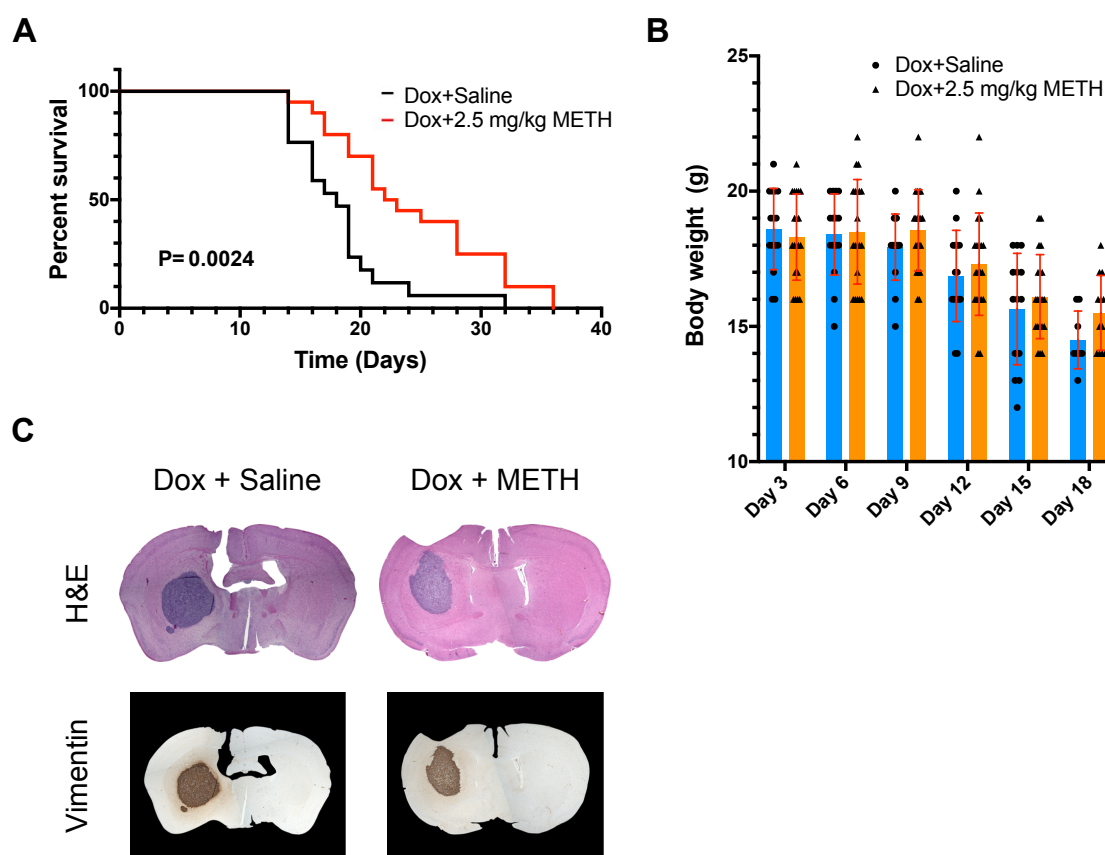 A
Percent survival
100
50
0
Dox+Saline
Dox+2.5 mg/kg METH
P= 0.0024
0 10 20 30 40
Time (Days)
B
Body weight (g)
25
20
15
10
Dox+Saline
Dox+2.5 mg/kg METH
Day 3 Day 6 Day 9 Day 12 Day 15 Day 18
C
Dox + Saline Dox + METH
H&E
Vimentin